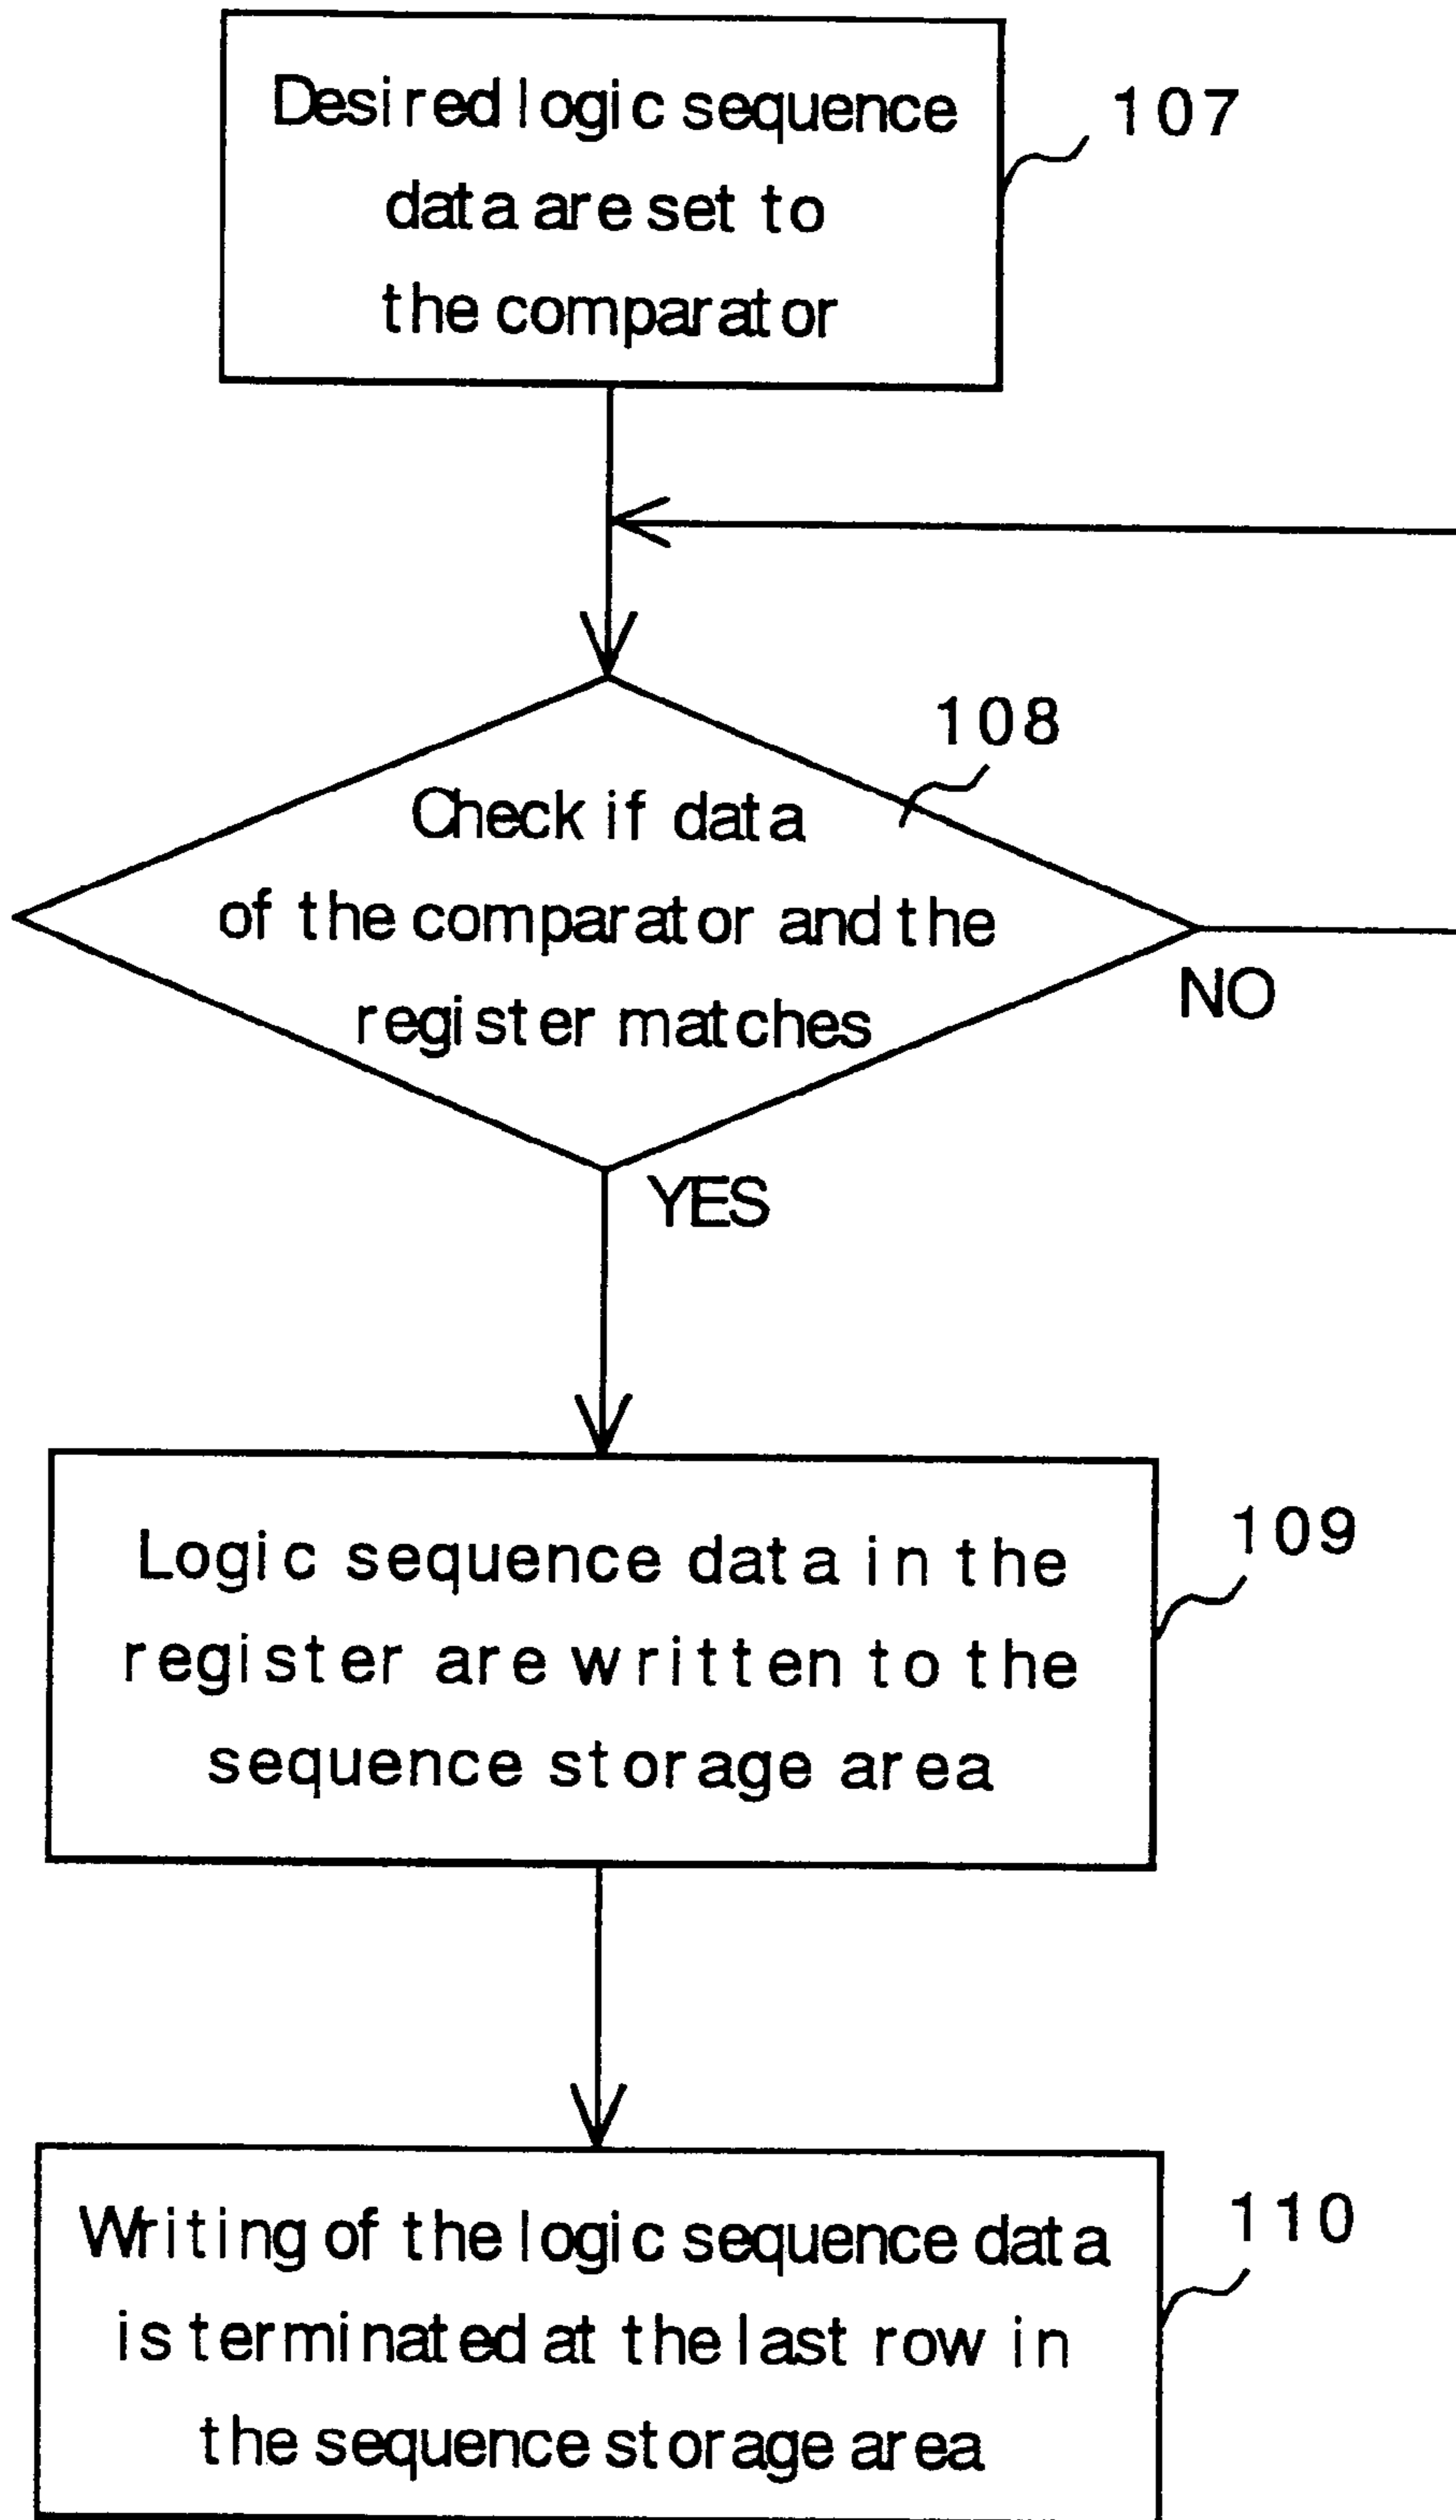 Desired logic sequence
data are set to
the comparator
107
108
Check if data
of the comparator and the
register matches
NO
YES
Logic sequence data in the
register are written to the
sequence storage area
109
Writing of the logic sequence data
is terminated at the last row in
the sequence storage area
110